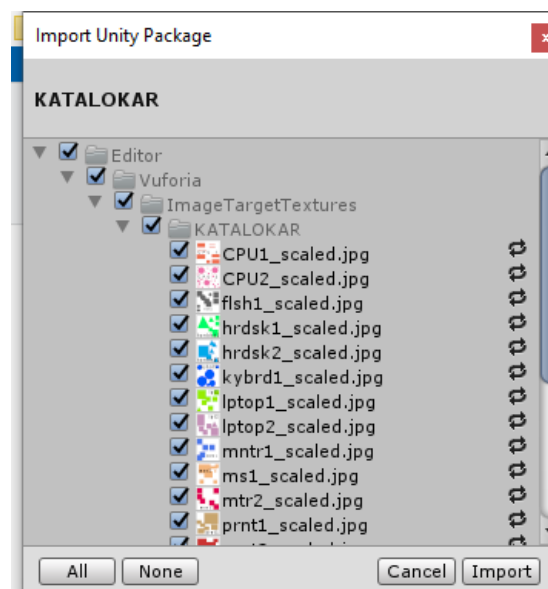 Import Unity Package
KATALOKAR
Editor
Vuforia
ImageTargetTextures
KATALOKAR
CPU1_scaled.jpg
CPU2_scaled.jpg
flsh1_scaled.jpg
hrdsk1_scaled.jpg
hrdsk2_scaled.jpg
kybrd1_scaled.jpg
lptop1_scaled.jpg
lptop2_scaled.jpg
mntr1_scaled.jpg
ms1_scaled.jpg
mtr2_scaled.jpg
prnt1_scaled.jpg
All None Cancel Import